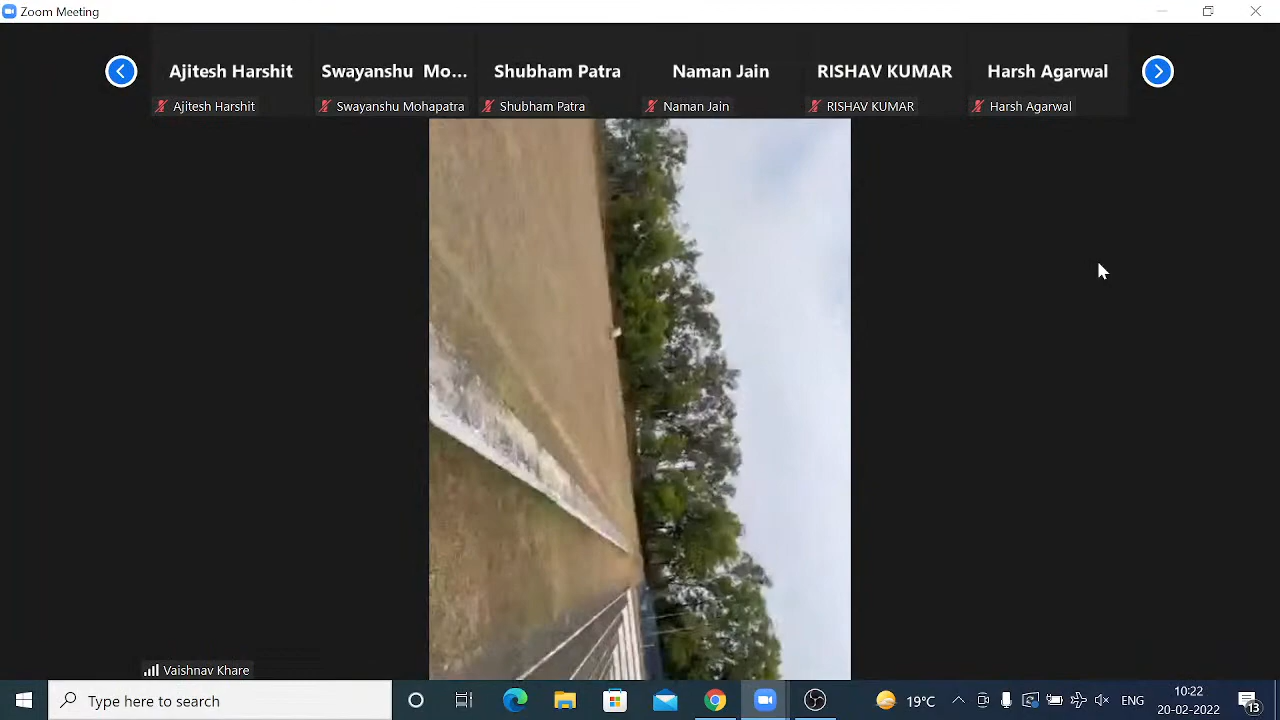 Zoom Meeting
Ajitesh Harshit
Swayanshu Mo...
Shubham Patra
Naman Jain
RISHAV KUMAR
Harsh Agarwal
Ajitesh Harshit
Swayanshu Mohapatra
Shubham Patra
Naman Jain
RISHAV KUMAR
Harsh Agarwal
Vaishnav Khare
Type here to search
19°C
ENG
10:22
20-02-2022
13